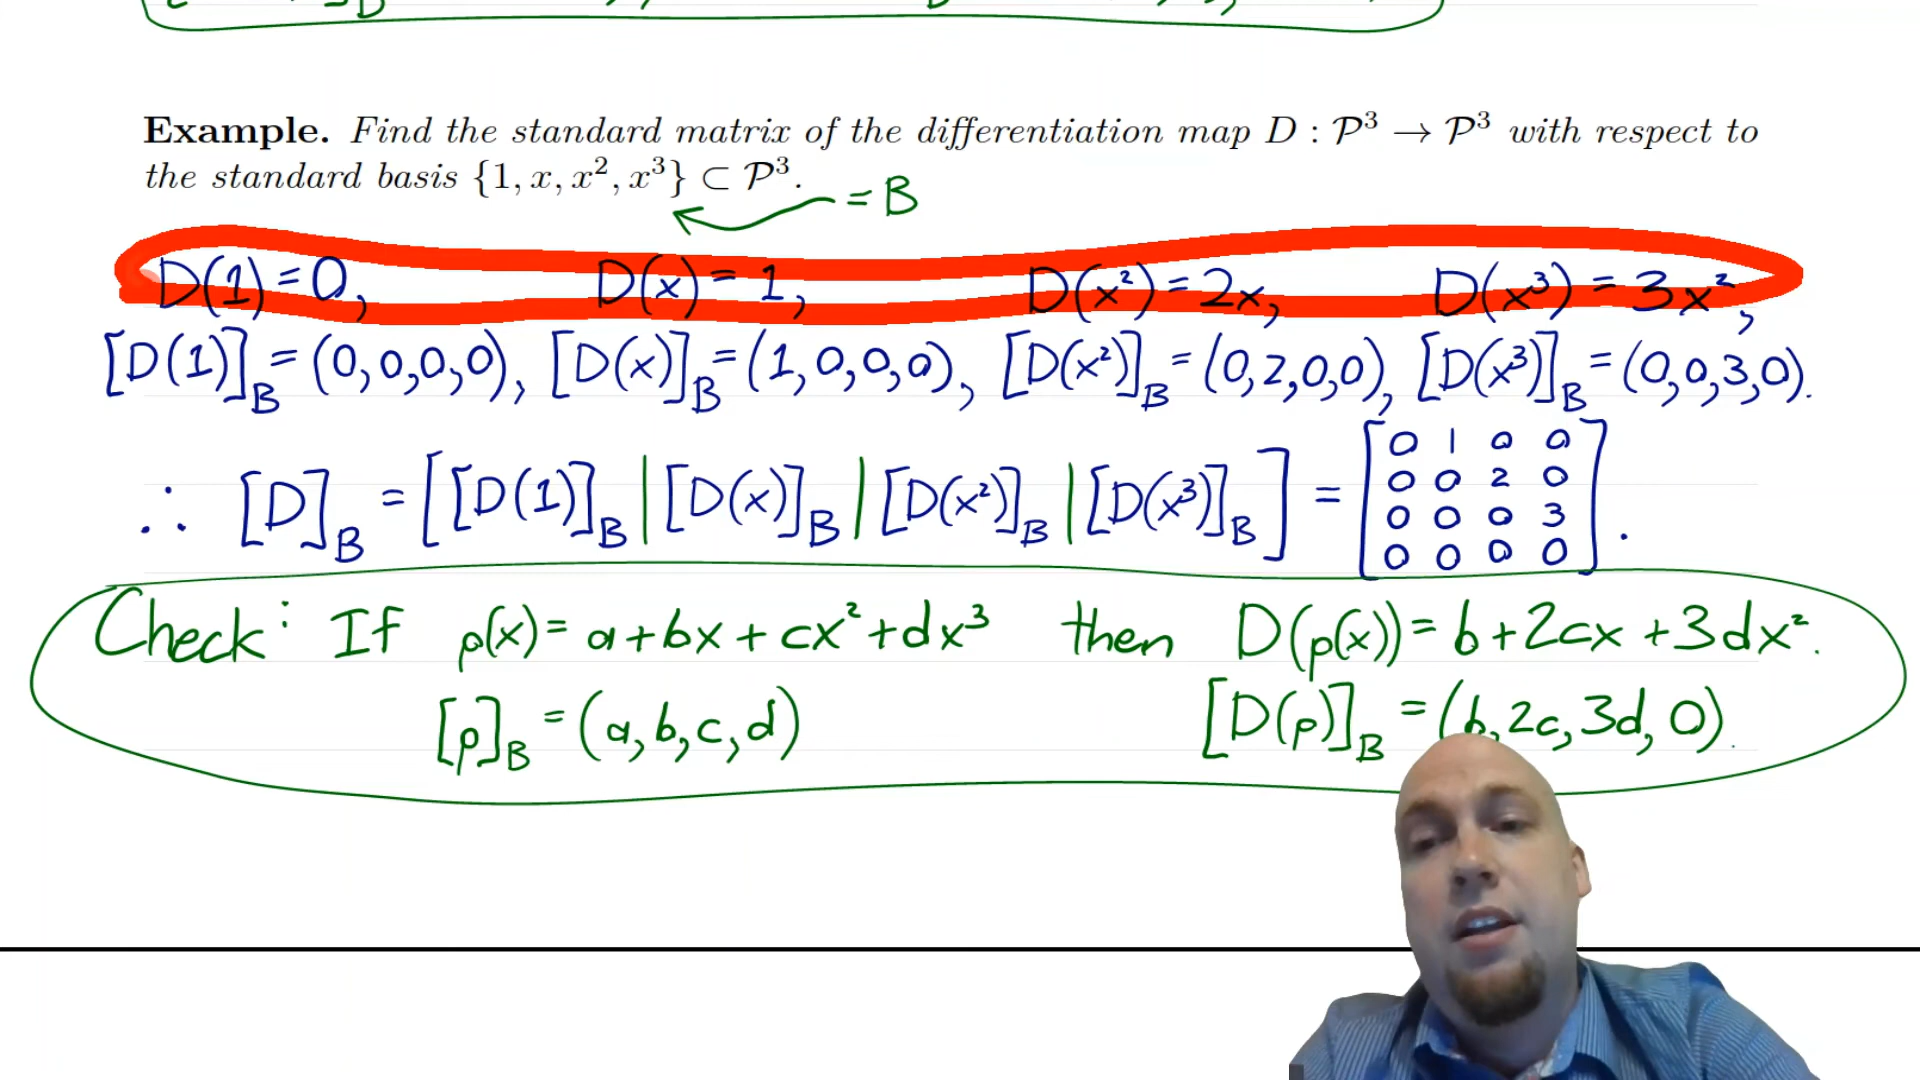 Example. Find the standard matrix of the differentiation map D : P³ → P³ with respect to
the standard basis {1, x, x², x³} ⊂ P³.
= B
D(1) = 0, D(x) = 1, D(x²) = 2x, D(x³) = 3x²,
[D(1)]_B = (0,0,0,0), [D(x)]_B = (1,0,0,0), [D(x²)]_B = (0,2,0,0), [D(x³)]_B = (0,0,3,0).
∴ [D]_B = [[D(1)]_B | [D(x)]_B | [D(x²)]_B | [D(x³)]_B] =
0 1 0 0
0 0 2 0
0 0 0 3
0 0 0 0 .
Check: If p(x) = a+bx+cx²+dx³ then D(p(x)) = b+2cx+3dx².
[p]_B = (a,b,c,d) [D(p)]_B = (b,2c,3d,0).